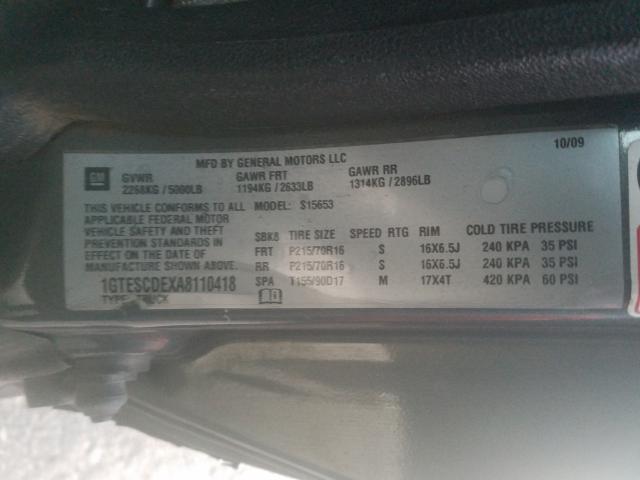 MFD BY GENERAL MOTORS LLC 10/09
GM GVWR GAWR FRT GAWR RR
2268KG / 5000LB 1194KG / 2633LB 1314KG / 2896LB
THIS VEHICLE CONFORMS TO ALL MODEL: S15653
APPLICABLE FEDERAL MOTOR
VEHICLE SAFETY AND THEFT
PREVENTION STANDARDS IN
EFFECT ON THE DATE OF
MANUFACTURE SHOWN ABOVE.
1GTESCDEXA8110418
TYPE: TRUCK
SBK8 TIRE SIZE SPEED RTG RIM COLD TIRE PRESSURE
FRT P215/70R16 S 16X6.5J 240 KPA 35 PSI
RR P215/70R16 S 16X6.5J 240 KPA 35 PSI
SPA T155/90D17 M 17X4T 420 KPA 60 PSI